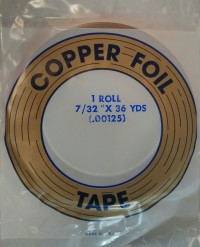 COPPER FOIL
1 ROLL
7/32 " X 36 YDS
(.00125)
TAPE